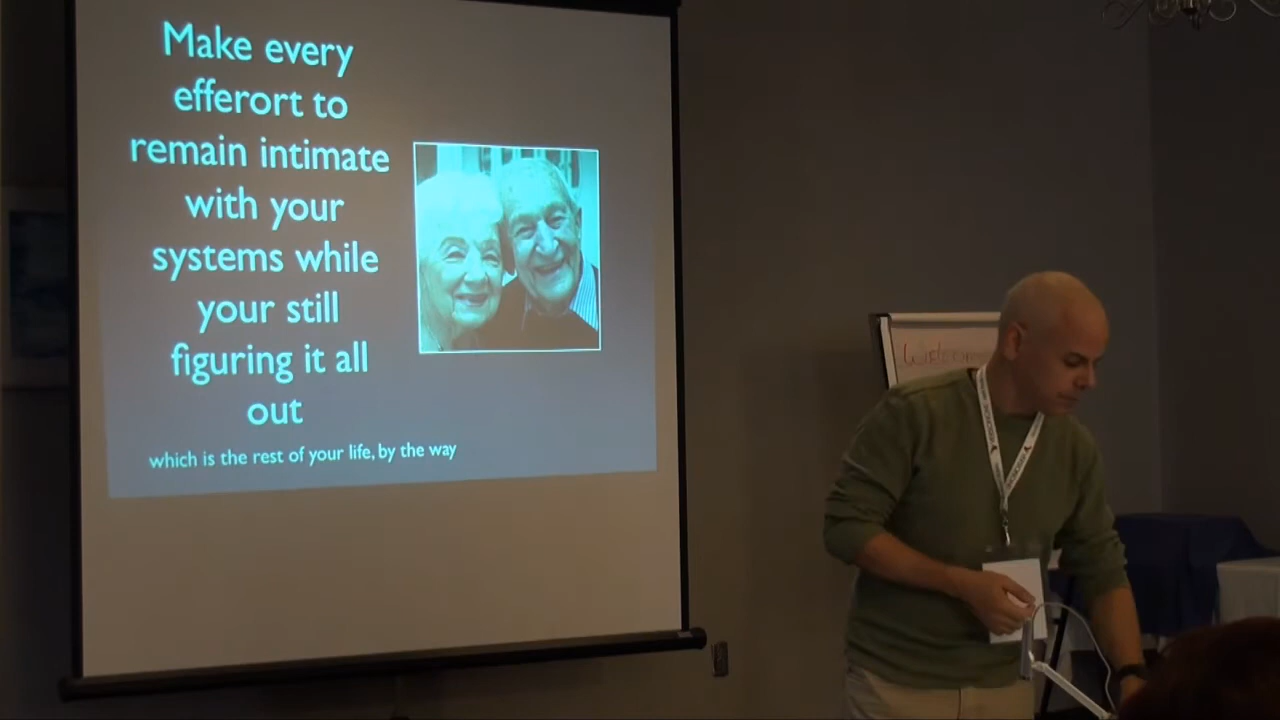 Make every
efferort to
remain intimate
with your
systems while
your still
figuring it all
out
which is the rest of your life, by the way